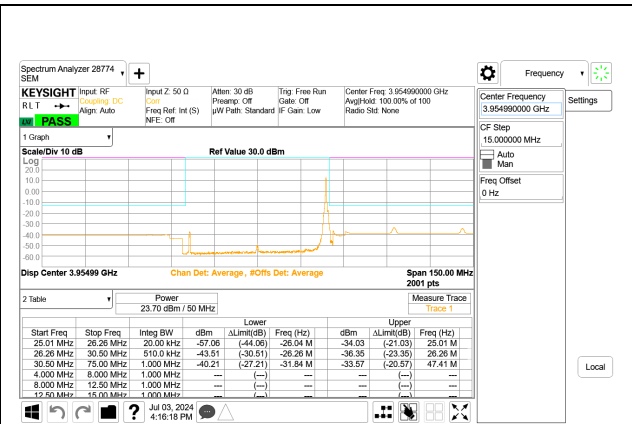 Spectrum Analyzer 28774
SEM
Frequency
KEYSIGHT
R L T
LXI PASS
Input: RF
Coupling: DC
Align: Auto
Input Z: 50 Ω
Corr
Freq Ref: Int (S)
NFE: Off
Atten: 30 dB
Preamp: Off
µW Path: Standard
Trig: Free Run
Gate: Off
IF Gain: Low
Center Freq: 3.954990000 GHz
Avg|Hold: 100.00% of 100
Radio Std: None
Center Frequency
3.954990000 GHz
Settings
CF Step
15.000000 MHz
Auto
Man
Freq Offset
0 Hz
1 Graph
Scale/Div 10 dB
Ref Value 30.0 dBm
Log
20.0
10.0
0.00
-10.0
-20.0
-30.0
-40.0
-50.0
-60.0
Disp Center 3.95499 GHz
Chan Det: Average, #Offs Det: Average
Span 150.00 MHz
2001 pts
2 Table
Power
23.70 dBm / 50 MHz
Measure Trace
Trace 1
Lower Upper
Start Freq Stop Freq Integ BW dBm ΔLimit(dB) Freq (Hz) dBm ΔLimit(dB) Freq (Hz)
25.01 MHz 26.26 MHz 20.00 kHz -57.06 (-44.06) -26.04 M -34.03 (-21.03) 25.01 M
26.26 MHz 30.50 MHz 510.0 kHz -43.51 (-30.51) -26.26 M -36.35 (-23.35) 26.26 M
30.50 MHz 75.00 MHz 1.000 MHz -40.21 (-27.21) -31.84 M -33.57 (-20.57) 47.41 M
4.000 MHz 8.000 MHz 1.000 MHz --- (---) --- --- (---) ---
8.000 MHz 12.50 MHz 1.000 MHz --- (---) --- --- (---) ---
12.50 MHz 15.00 MHz 1.000 MHz --- (---) --- --- (---) ---
Local
?
Jul 03, 2024
4:16:18 PM